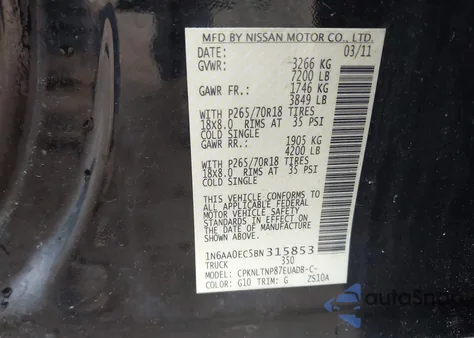 MFD BY NISSAN MOTOR CO., LTD.
DATE: 03/11
GVWR: 3266 KG
7200 LB
GAWR FR.: 1746 KG
3849 LB
WITH P265/70R18 TIRES
18x8.0 RIMS AT 35 PSI
COLD SINGLE
GAWR RR.: 1905 KG
4200 LB
WITH P265/70R18 TIRES
18x8.0 RIMS AT 35 PSI
COLD SINGLE
THIS VEHICLE CONFORMS TO
ALL APPLICABLE FEDERAL
MOTOR VEHICLE SAFETY
STANDARDS IN EFFECT ON
THE DATE OF MANUFACTURE
SHOWN ABOVE.
1N6AA0EC5BN315853
TRUCK 350
MODEL: CPKNLTNP87EUADB-C-
COLOR: G10 TRIM: G 2S10A